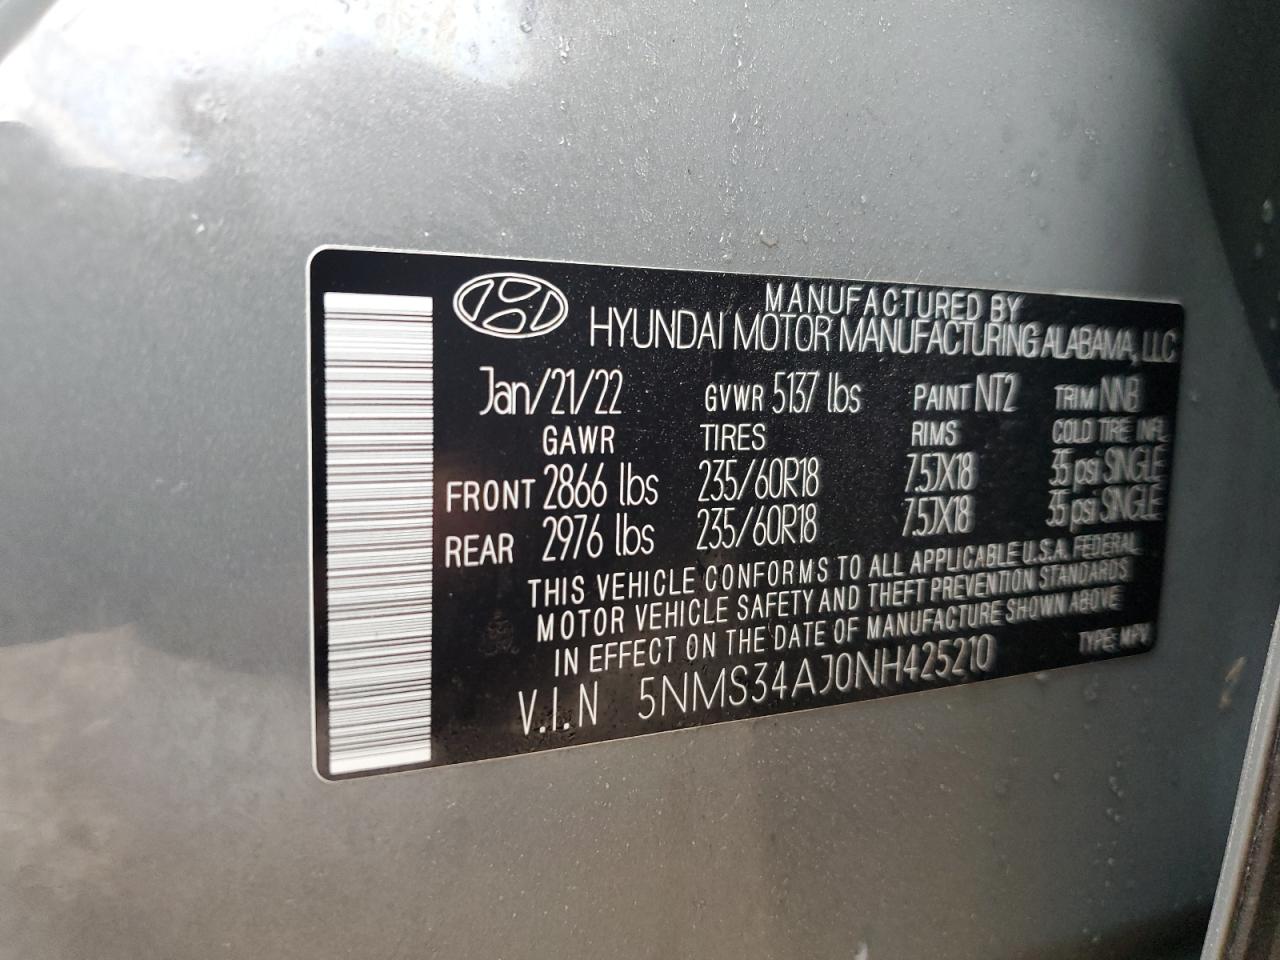 MANUFACTURED BY
HYUNDAI MOTOR MANUFACTURING ALABAMA, LLC
Jan/21/22 GVWR 5137 lbs PAINT NT2 TRIM NNB
GAWR TIRES RIMS COLD TIRE INFL
FRONT 2866 lbs 235/60R18 7.5JX18 35 psi SINGLE
REAR 2976 lbs 235/60R18 7.5JX18 35 psi SINGLE
THIS VEHICLE CONFORMS TO ALL APPLICABLE U.S.A. FEDERAL
MOTOR VEHICLE SAFETY AND THEFT PREVENTION STANDARDS
IN EFFECT ON THE DATE OF MANUFACTURE SHOWN ABOVE
V.I.N 5NMS34AJ0NH425210 TYPE: MPV